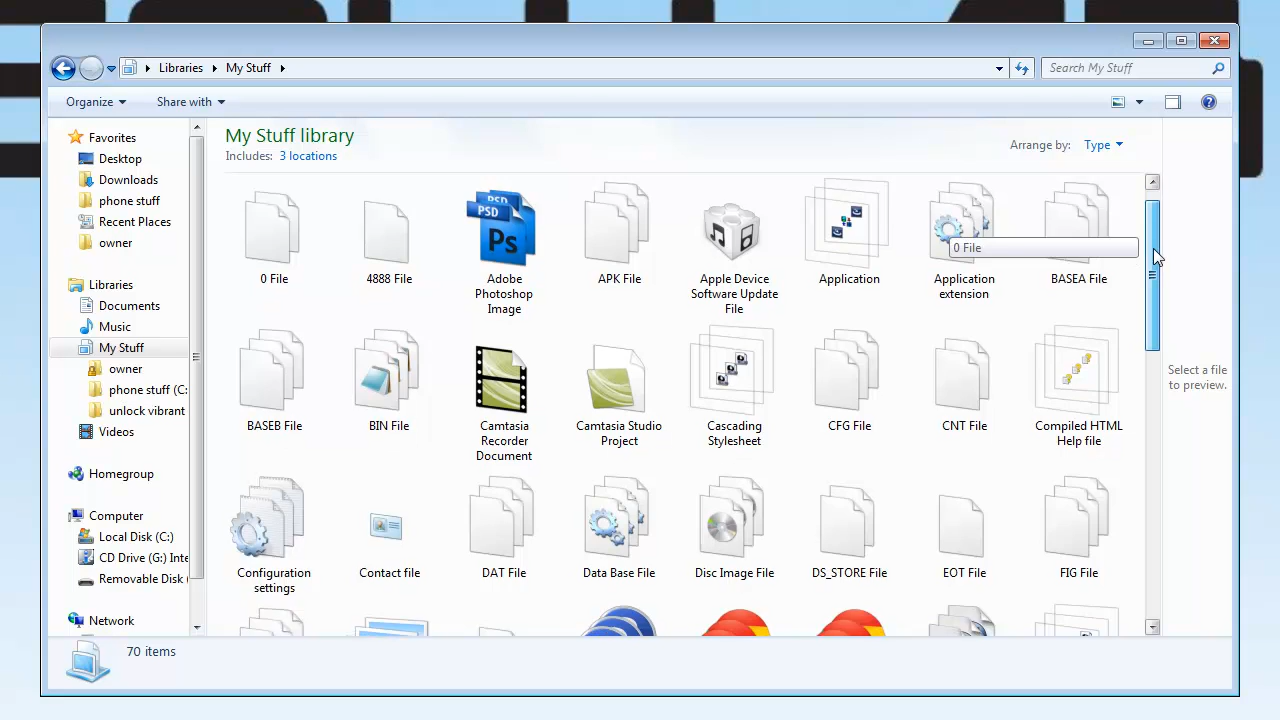 Libraries My Stuff
Search My Stuff
Organize Share with
Favorites
Desktop
Downloads
phone stuff
Recent Places
owner
Libraries
Documents
Music
My Stuff
owner
phone stuff (C:
unlock vibrant
Videos
Homegroup
Computer
Local Disk (C:)
CD Drive (G:) Inte
Removable Disk
Network
My Stuff library
Includes: 3 locations
Arrange by: Type
PSD
PSD
Ps
0 File
0 File
4888 File
Adobe
Photoshop
Image
APK File
Apple Device
Software Update
File
Application
Application
extension
BASEA File
BASEB File
BIN File
Camtasia
Recorder
Document
Camtasia Studio
Project
Cascading
Stylesheet
CFG File
CNT File
Compiled HTML
Help file
Configuration
settings
Contact file
DAT File
Data Base File
Disc Image File
DS_STORE File
EOT File
FIG File
Select a file
to preview.
70 items